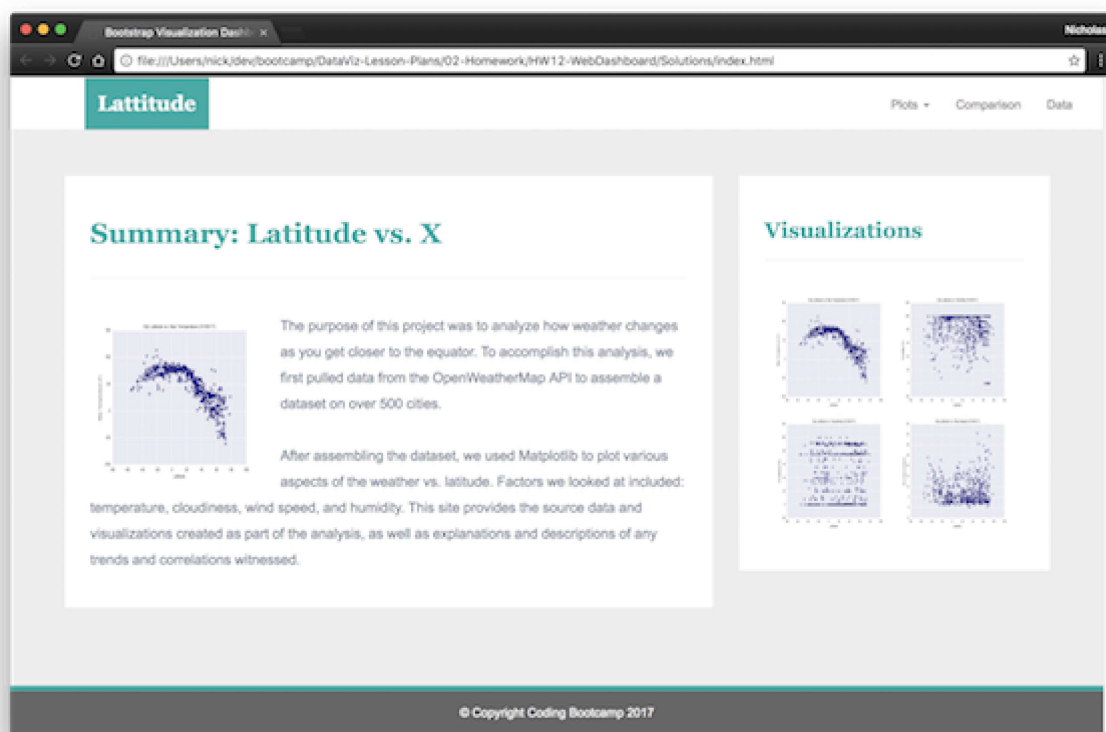 Bootstrap Visualization Dash
Nicholas
file:///Users/nick/dev/bootcamp/DataViz-Lesson-Plans/02-Homework/HW12-WebDashboard/Solutions/index.html
Lattitude
Plots
Comparison
Data
Summary: Latitude vs. X
The purpose of this project was to analyze how weather changes
as you get closer to the equator. To accomplish this analysis, we
first pulled data from the OpenWeatherMap API to assemble a
dataset on over 500 cities.
After assembling the dataset, we used Matplotlib to plot various
aspects of the weather vs. latitude. Factors we looked at included:
temperature, cloudiness, wind speed, and humidity. This site provides the source data and
visualizations created as part of the analysis, as well as explanations and descriptions of any
trends and correlations witnessed.
Visualizations
© Copyright Coding Bootcamp 2017